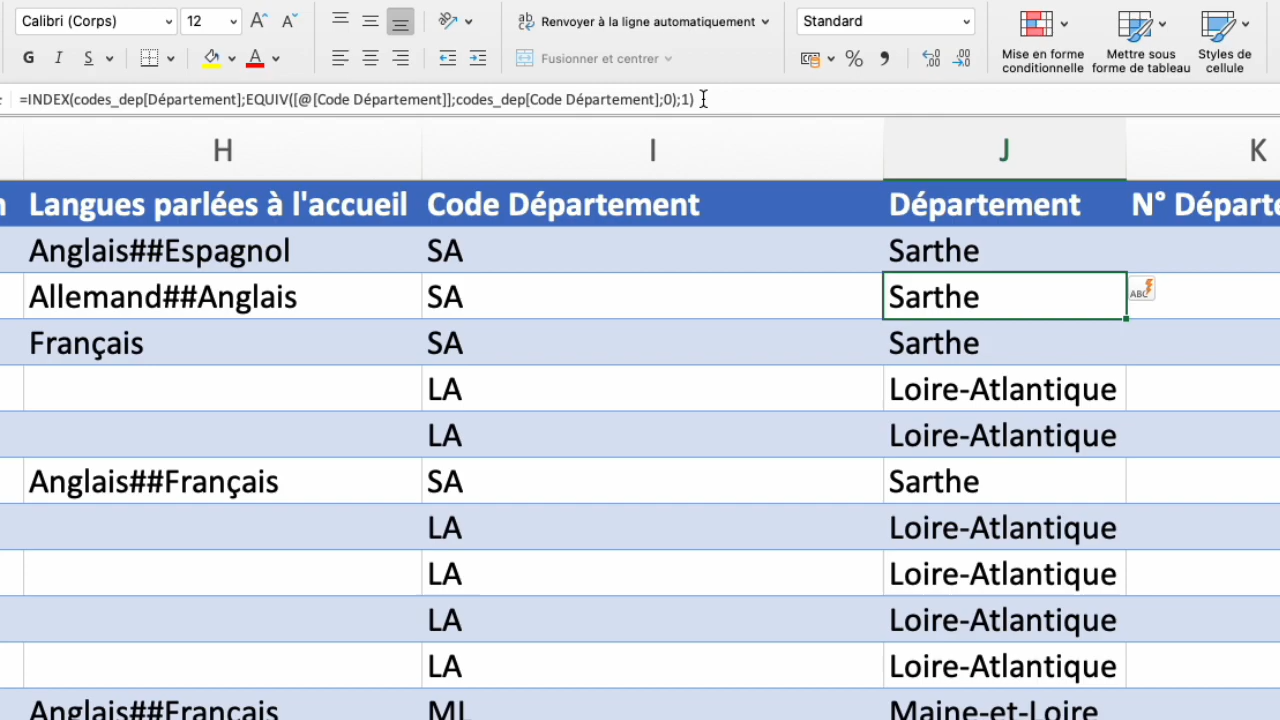 Calibri (Corps) 12 A^ A˅ Renvoyer à la ligne automatiquement Standard
G I S A Fusionner et centrer % Mise en forme conditionnelle Mettre sous forme de tableau Styles de cellule
=INDEX(codes_dep[Département];EQUIV([@[Code Département]];codes_dep[Code Département];0);1)
H I J K
Langues parlées à l'accueil Code Département Département N° Départe
Anglais##Espagnol SA Sarthe
Allemand##Anglais SA Sarthe
Français SA Sarthe
LA Loire-Atlantique
LA Loire-Atlantique
Anglais##Français SA Sarthe
LA Loire-Atlantique
LA Loire-Atlantique
LA Loire-Atlantique
LA Loire-Atlantique
Anglais##Français ML Maine-et-Loire